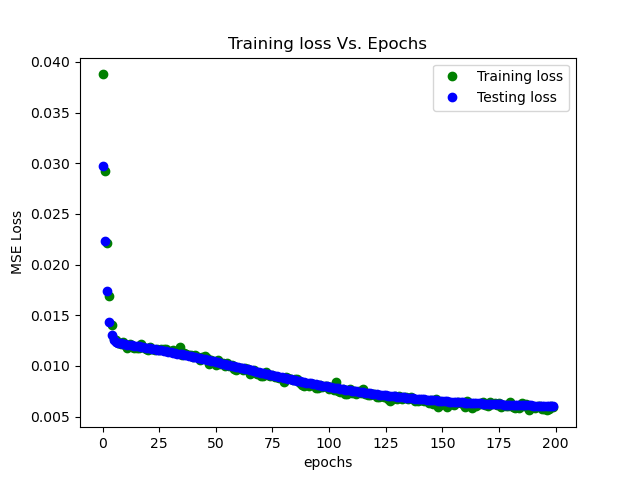 Training loss Vs. Epochs
Training loss
Testing loss
MSE Loss
0.040
0.035
0.030
0.025
0.020
0.015
0.010
0.005
0 25 50 75 100 125 150 175 200
epochs